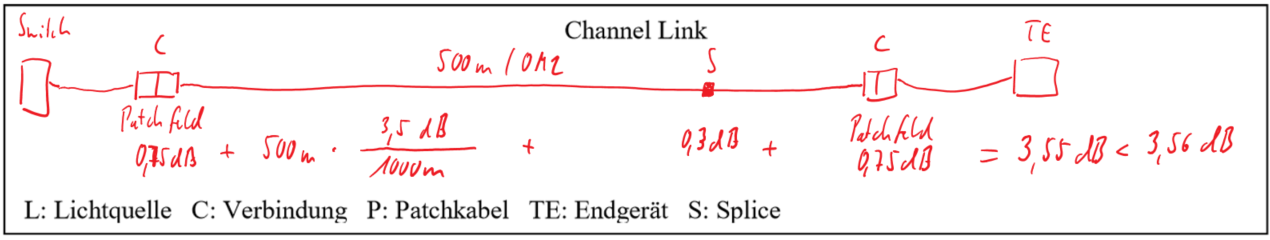 Switch
Channel Link
TE
C
500m / OM2
S
C
Patchfeld
Patchfeld
0,75dB + 500m · 3,5 dB / 1000m + 0,3dB + 0,75dB = 3,55 dB < 3,56 dB
L: Lichtquelle C: Verbindung P: Patchkabel TE: Endgerät S: Splice